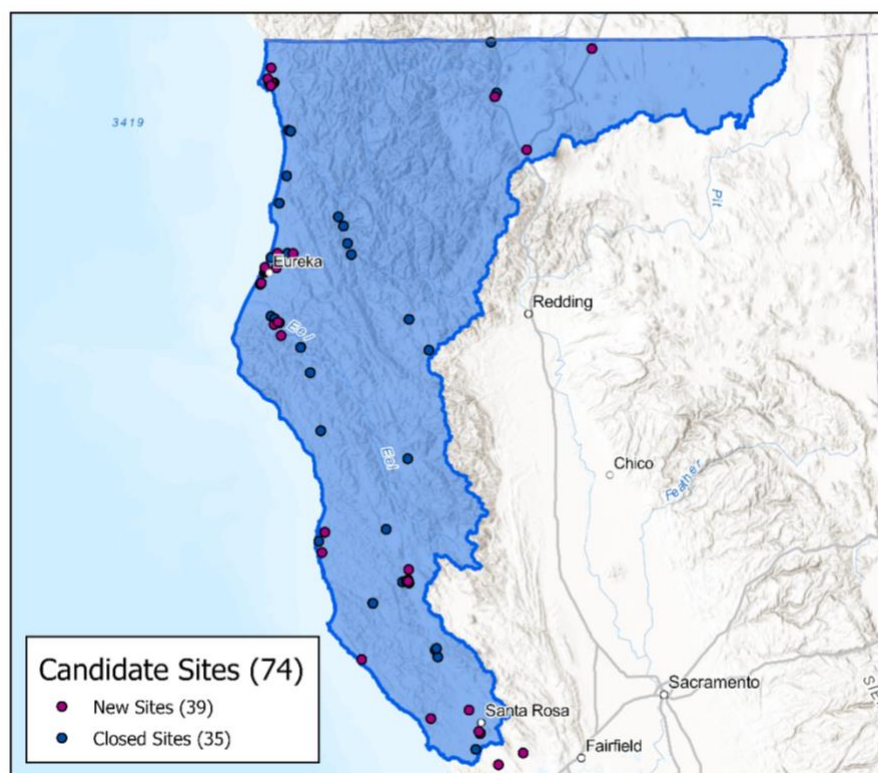 3419
Pit
Eureka
Redding
Eel
Chico
Eel
Feather
Candidate Sites (74)
New Sites (39)
Closed Sites (35)
Sacramento
SIE
Santa Rosa
Fairfield